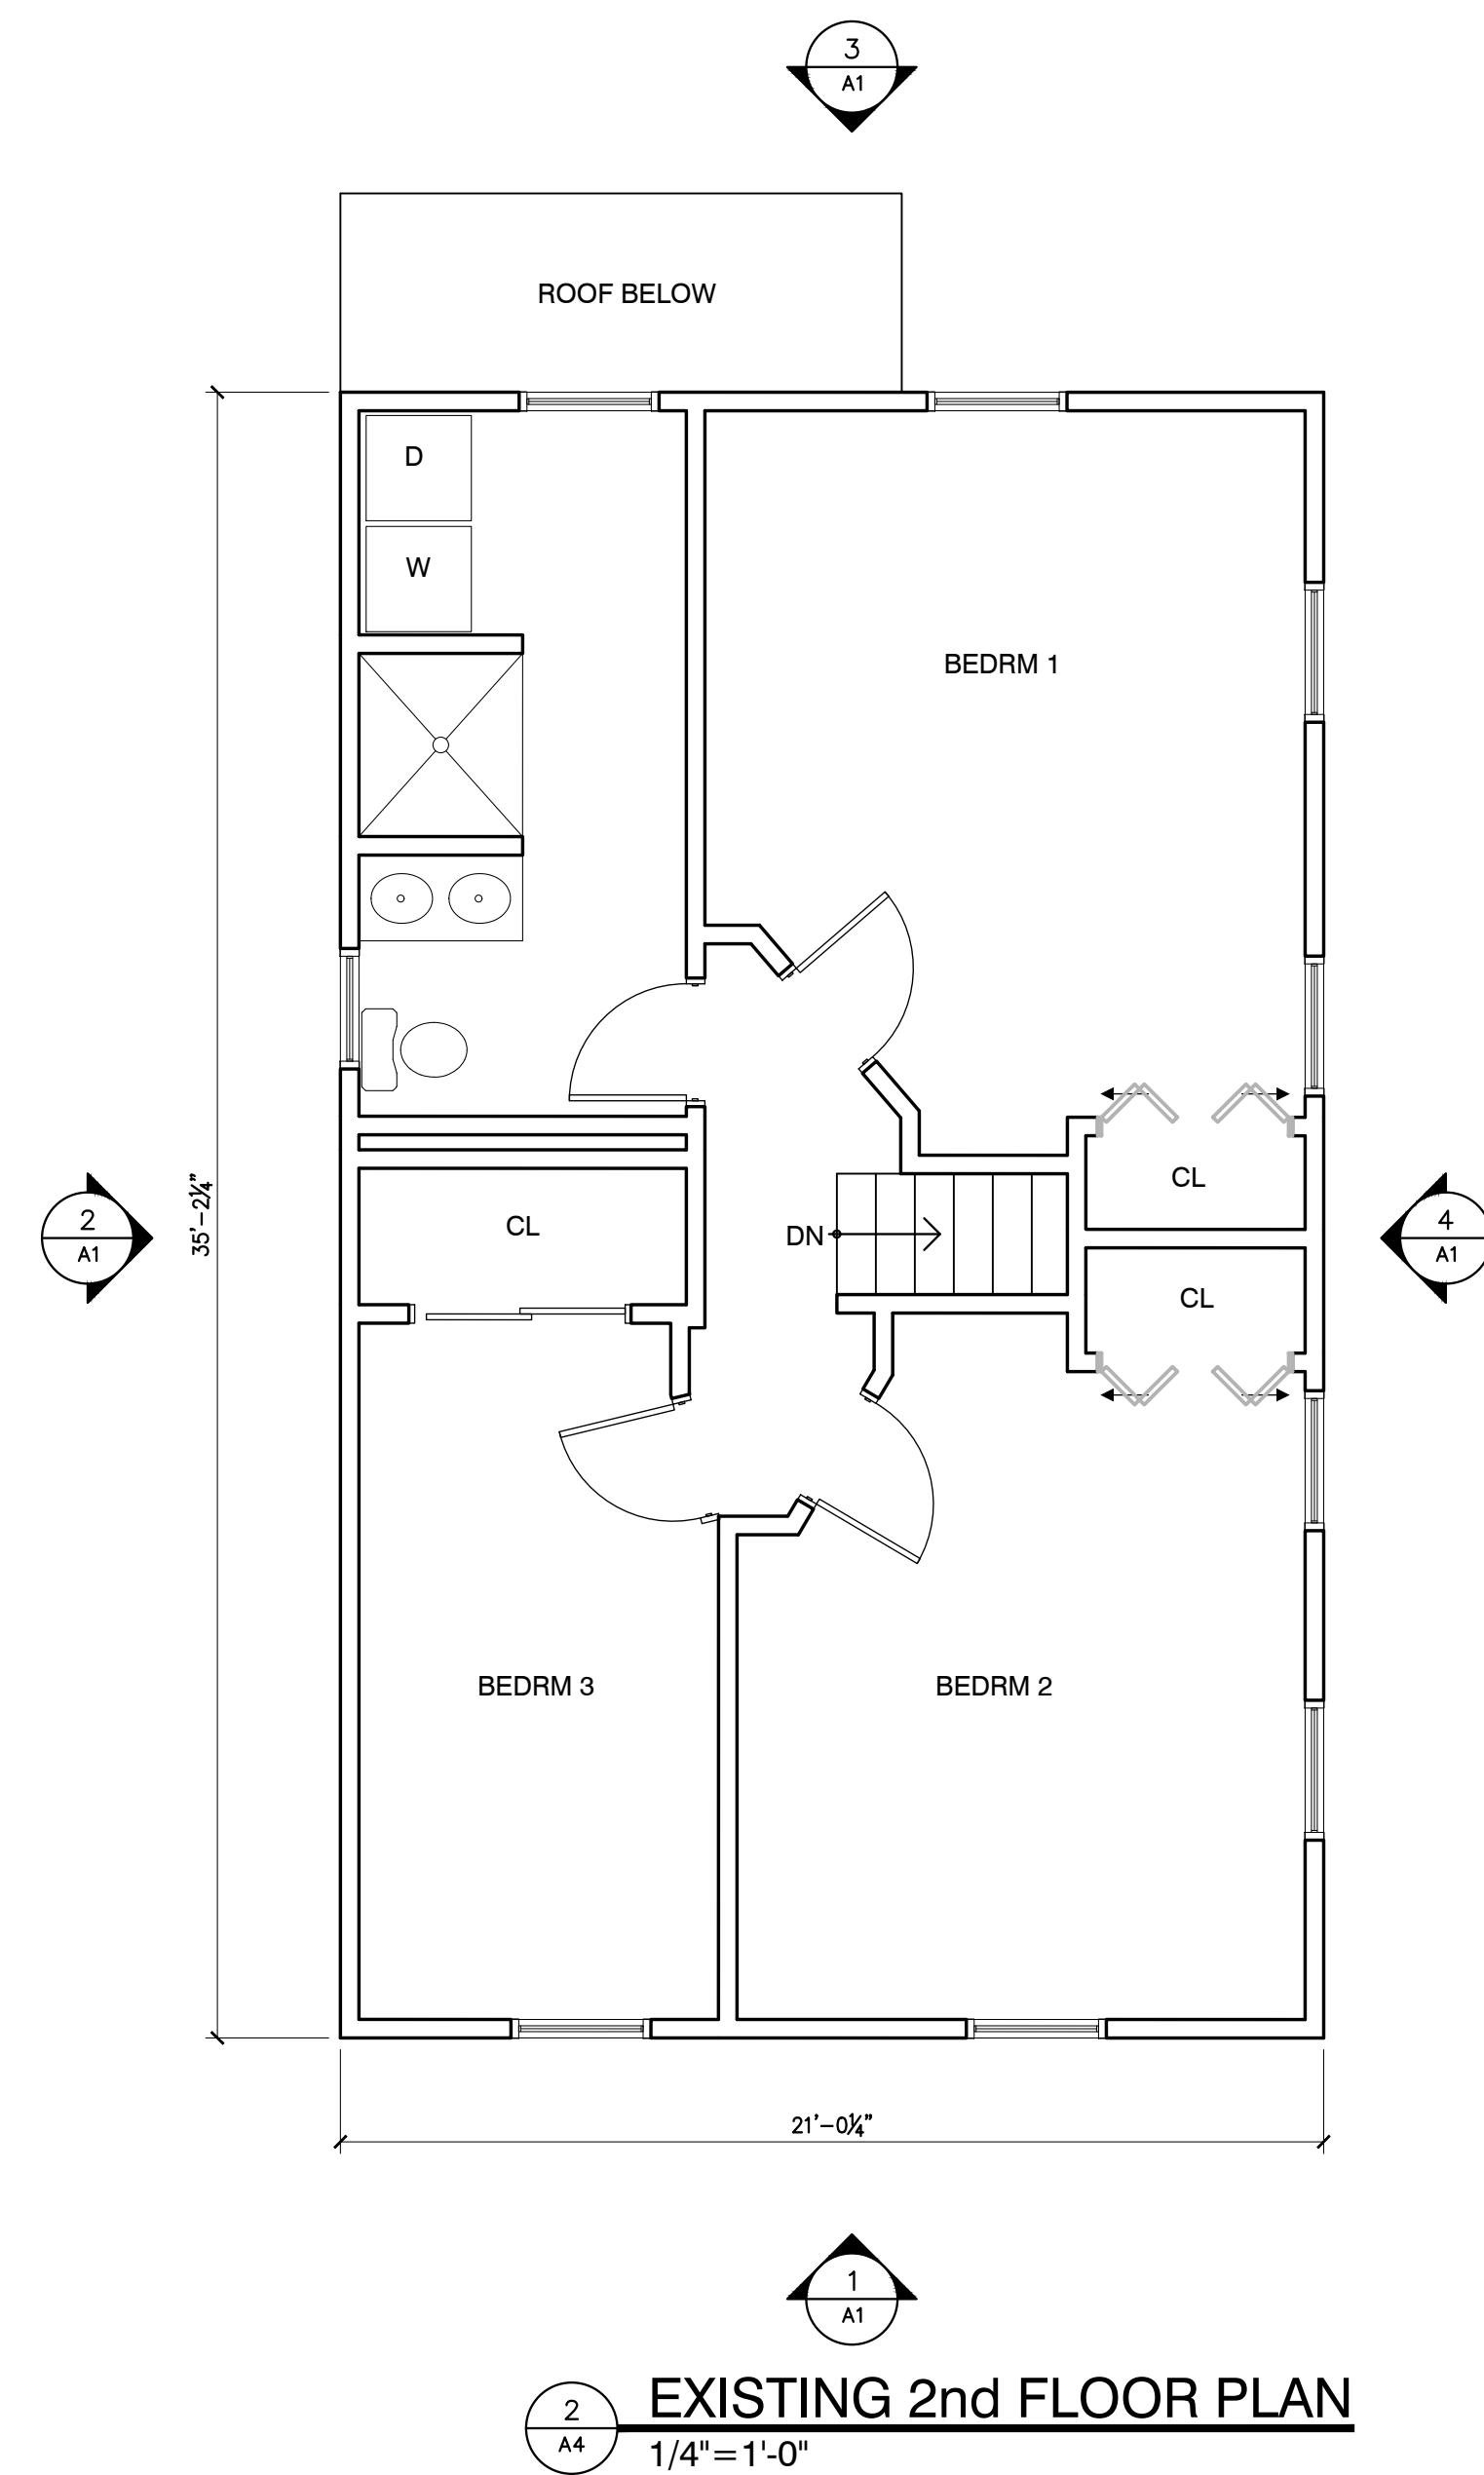 3
A1
ROOF BELOW
D
W
BEDRM 1
CL
2
A1
35'-2¼"
CL
DN
4
A1
CL
BEDRM 3
BEDRM 2
21'-0¼"
1
A1
2
A4
EXISTING 2nd FLOOR PLAN
1/4"=1'-0"